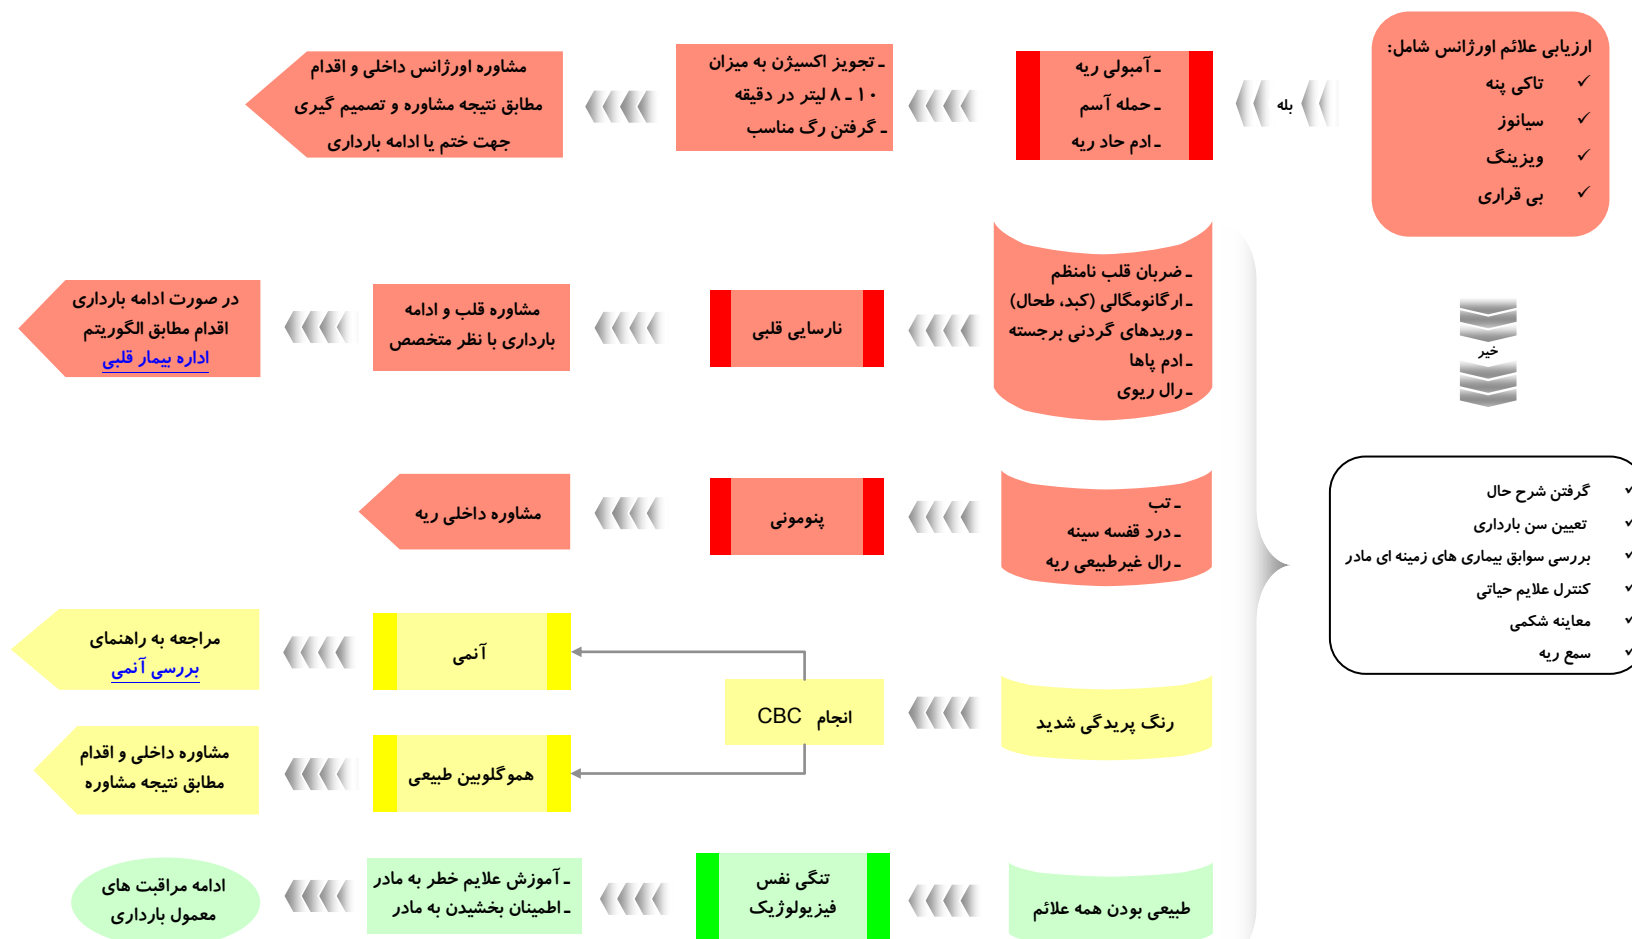 ارزیابی علائم اورژانس شامل:
✓ تاکی پنه
✓ سیانوز
✓ ویزینگ
✓ بی قراری
بله
ـ آمبولی ریه
ـ حمله آسم
ـ ادم حاد ریه
ـ تجویز اکسیژن به میزان
۱۰ ـ ۸ لیتر در دقیقه
ـ گرفتن رگ مناسب
مشاوره اورژانس داخلی و اقدام
مطابق نتیجه مشاوره و تصمیم گیری
جهت ختم یا ادامه بارداری
خیر
✓ گرفتن شرح حال
✓ تعیین سن بارداری
✓ بررسی سوابق بیماری های زمینه ای مادر
✓ کنترل علایم حیاتی
✓ معاینه شکمی
✓ سمع ریه
ـ ضربان قلب نامنظم
ـ ارگانومگالی (کبد، طحال)
ـ وریدهای گردنی برجسته
ـ ادم پاها
ـ رال ریوی
نارسایی قلبی
مشاوره قلب و ادامه
بارداری با نظر متخصص
در صورت ادامه بارداری
اقدام مطابق الگوریتم
اداره بیمار قلبی
ـ تب
ـ درد قفسه سینه
ـ رال غیرطبیعی ریه
پنومونی
مشاوره داخلی ریه
رنگ پریدگی شدید
انجام CBC
آنمی
مراجعه به راهنمای
بررسی آنمی
هموگلوبین طبیعی
مشاوره داخلی و اقدام
مطابق نتیجه مشاوره
طبیعی بودن همه علائم
تنگی نفس
فیزیولوژیک
ـ آموزش علایم خطر به مادر
ـ اطمینان بخشیدن به مادر
ادامه مراقبت های
معمول بارداری